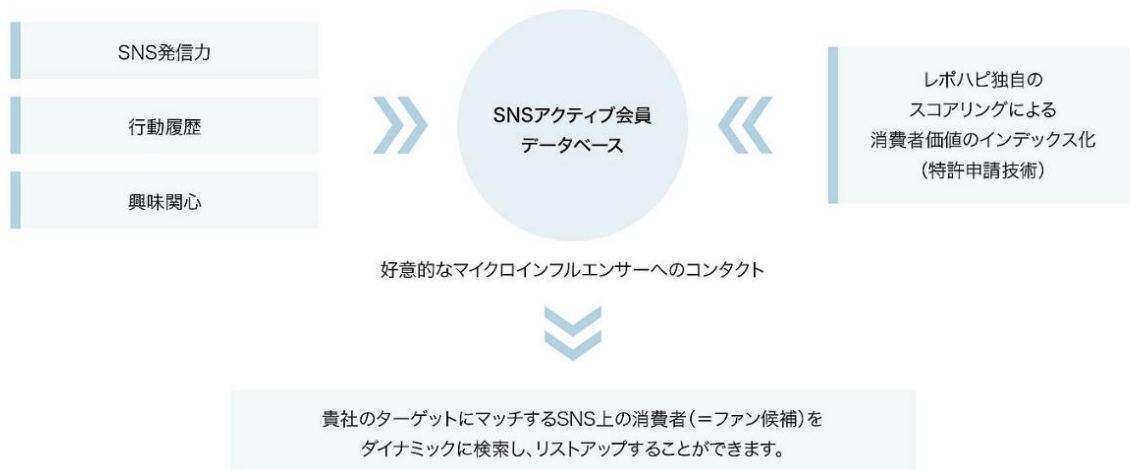 SNS発信力
行動履歴
興味関心
SNSアクティブ会員
データベース
レポハピ独自の
スコアリングによる
消費者価値のインデックス化
（特許申請技術）
好意的なマイクロインフルエンサーへのコンタクト
貴社のターゲットにマッチするSNS上の消費者（＝ファン候補）を
ダイナミックに検索し、リストアップすることができます。